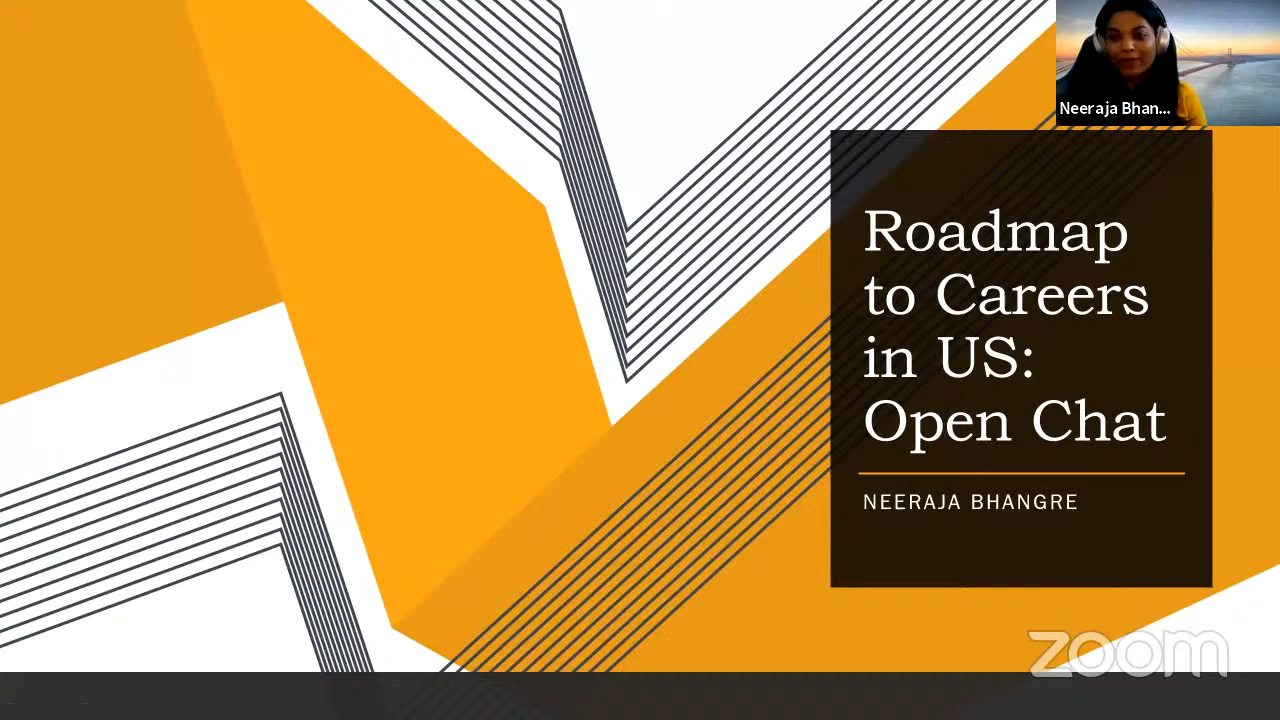 Neeraja Bhan...
Roadmap
to Careers
in US:
Open Chat
NEERAJA BHANGRE
zoom